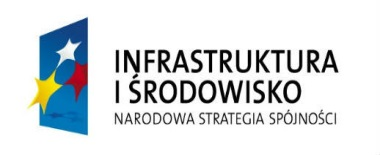 INFRASTRUKTURA
I ŚRODOWISKO
NARODOWA STRATEGIA SPÓJNOŚCI